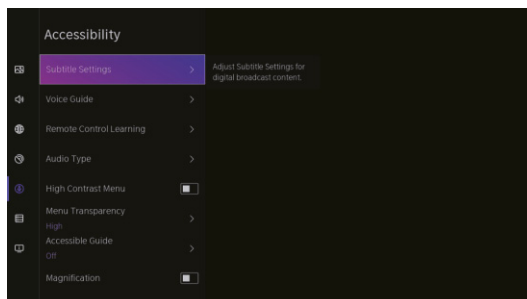 Accessibility
Subtitle Settings
Adjust Subtitle Settings for
digital broadcast content.
Voice Guide
Remote Control Learning
Audio Type
High Contrast Menu
Menu Transparency
High
Accessible Guide
Off
Magnification